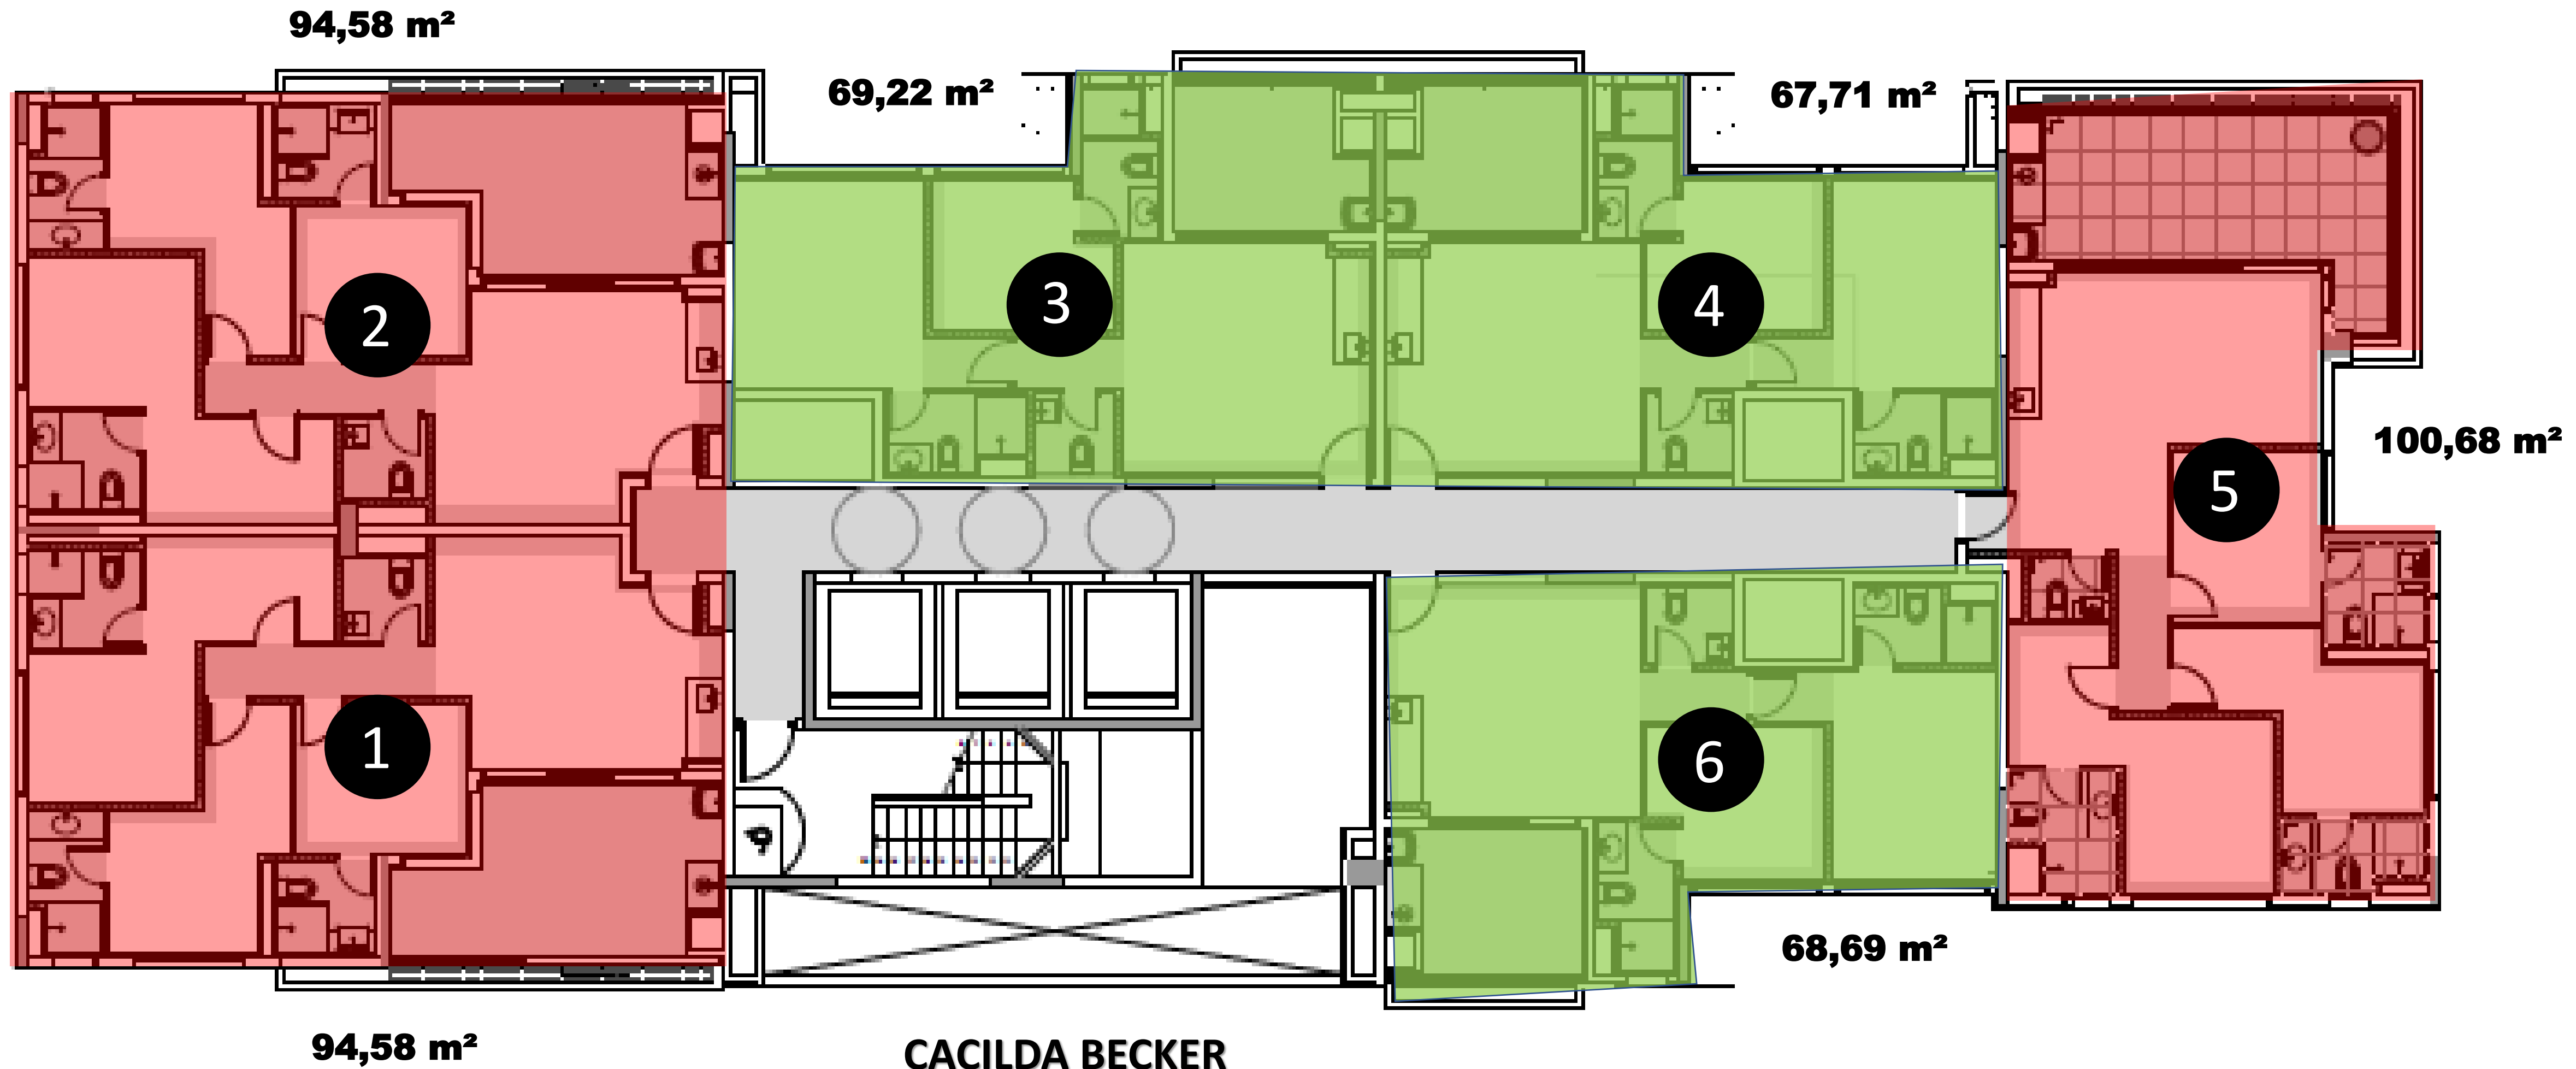 94,58 m²
69,22 m²
67,71 m²
2
3
4
5
100,68 m²
1
6
68,69 m²
94,58 m²
CACILDA BECKER